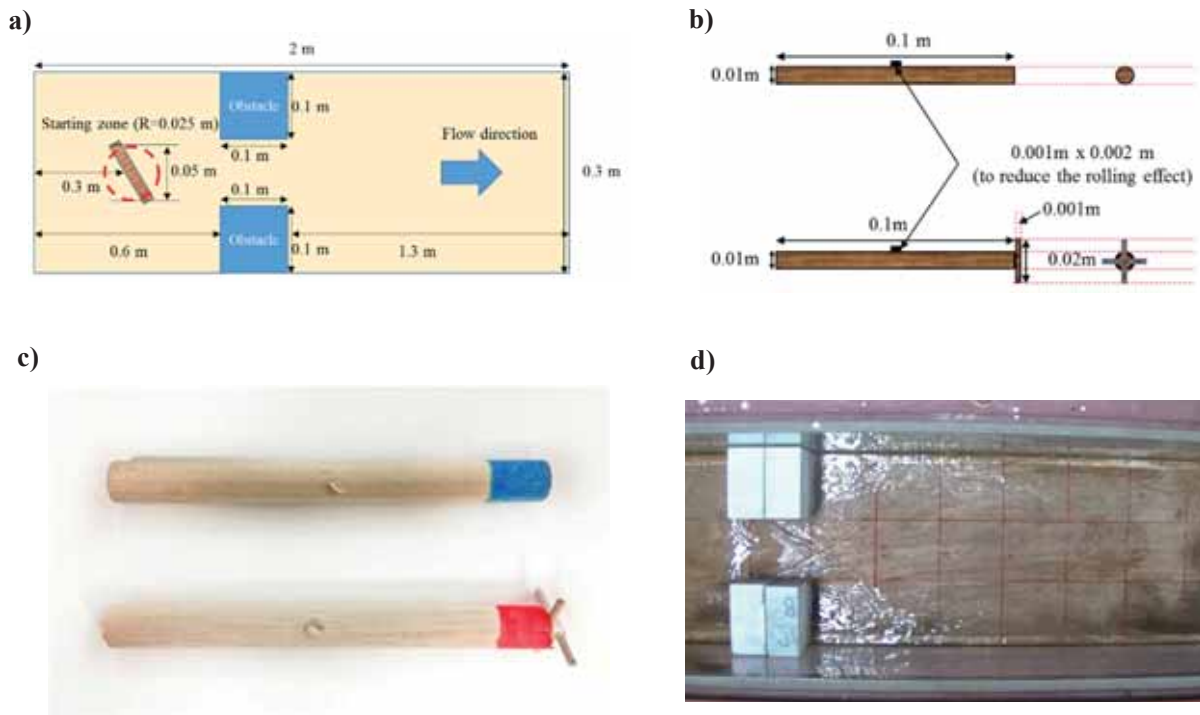 a)
2 m
Obstacle
0.1 m
0.1 m
Starting zone (R=0.025 m)
Flow direction
0.3 m
0.05 m
0.3 m
0.1 m
Obstacle
0.1 m
0.6 m
1.3 m
b)
0.1 m
0.01m
0.001m x 0.002 m
(to reduce the rolling effect)
0.001m
0.1m
0.01m
0.02m
c)
d)